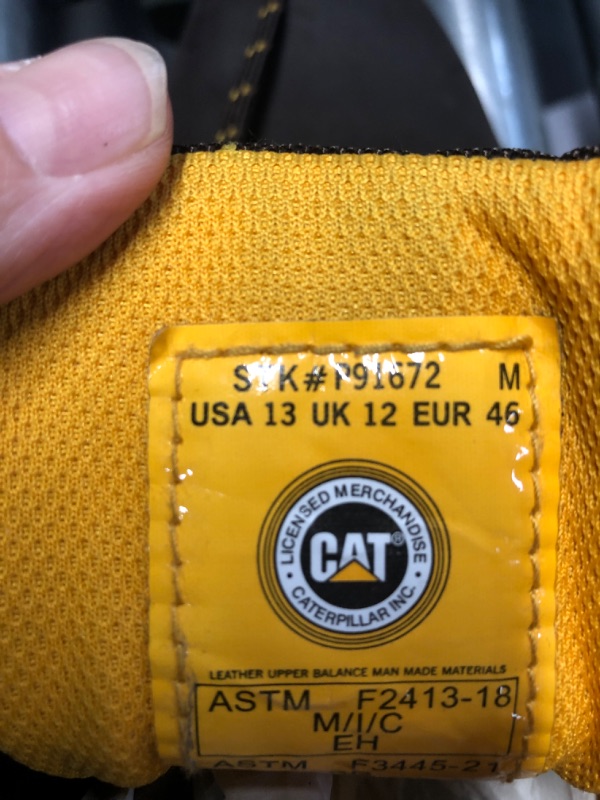 STK# P91672 M
USA 13 UK 12 EUR 46
LICENSED MERCHANDISE
CAT®
CATERPILLAR INC.
LEATHER UPPER BALANCE MAN MADE MATERIALS
ASTM F2413-18
M/I/C
EH
ASTM F3445-21